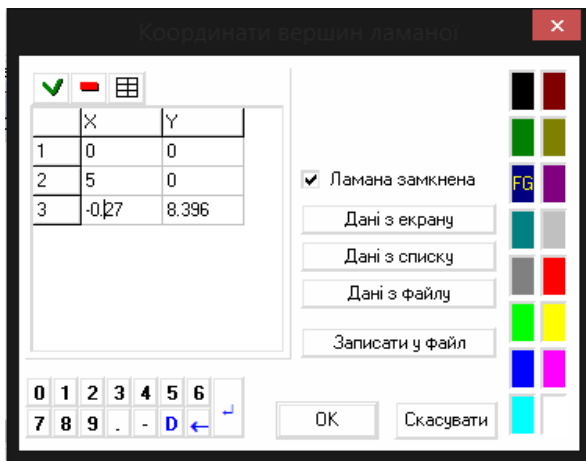 Координати вершин ламаної
X Y
1 0 0
2 5 0
3 -0.27 8.396
Ламана замкнена
Дані з екрану
Дані з списку
Дані з файлу
Записати у файл
FG
0 1 2 3 4 5 6
7 8 9 . - D ←
OK Скасувати